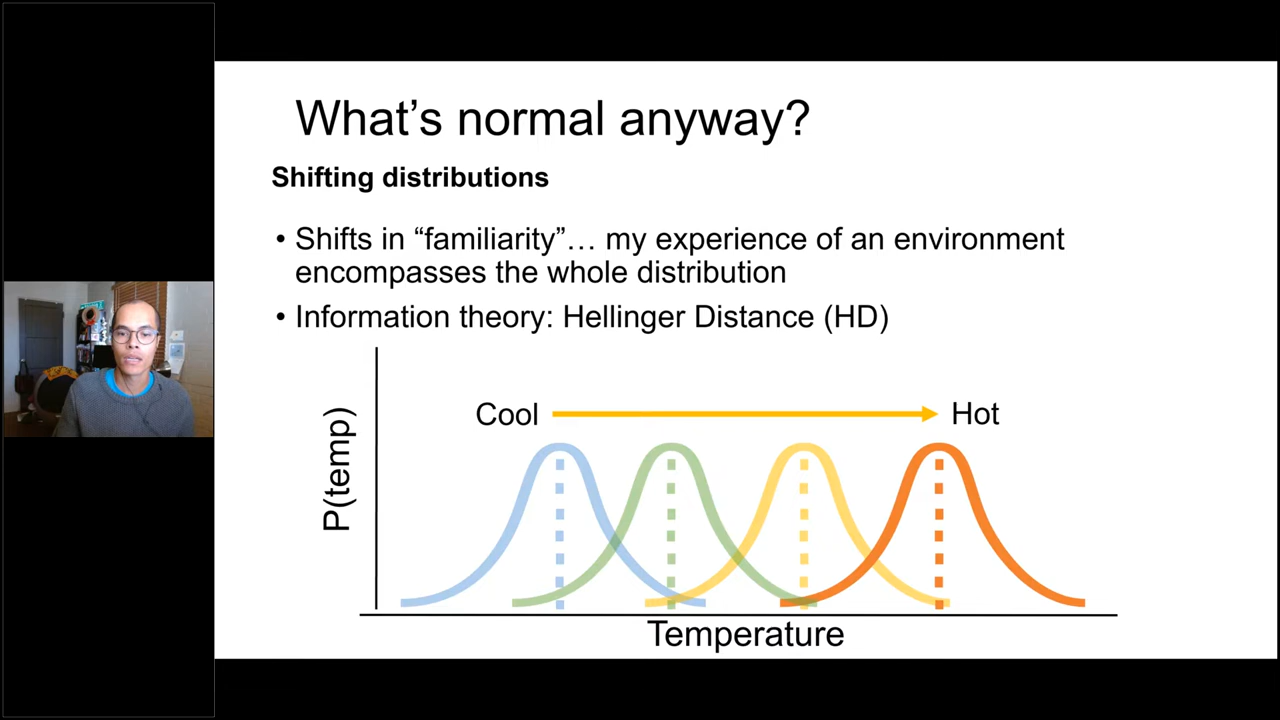 What’s normal anyway?
Shifting distributions
• Shifts in “familiarity”… my experience of an environment
encompasses the whole distribution
• Information theory: Hellinger Distance (HD)
Cool
Hot
P(temp)
Temperature